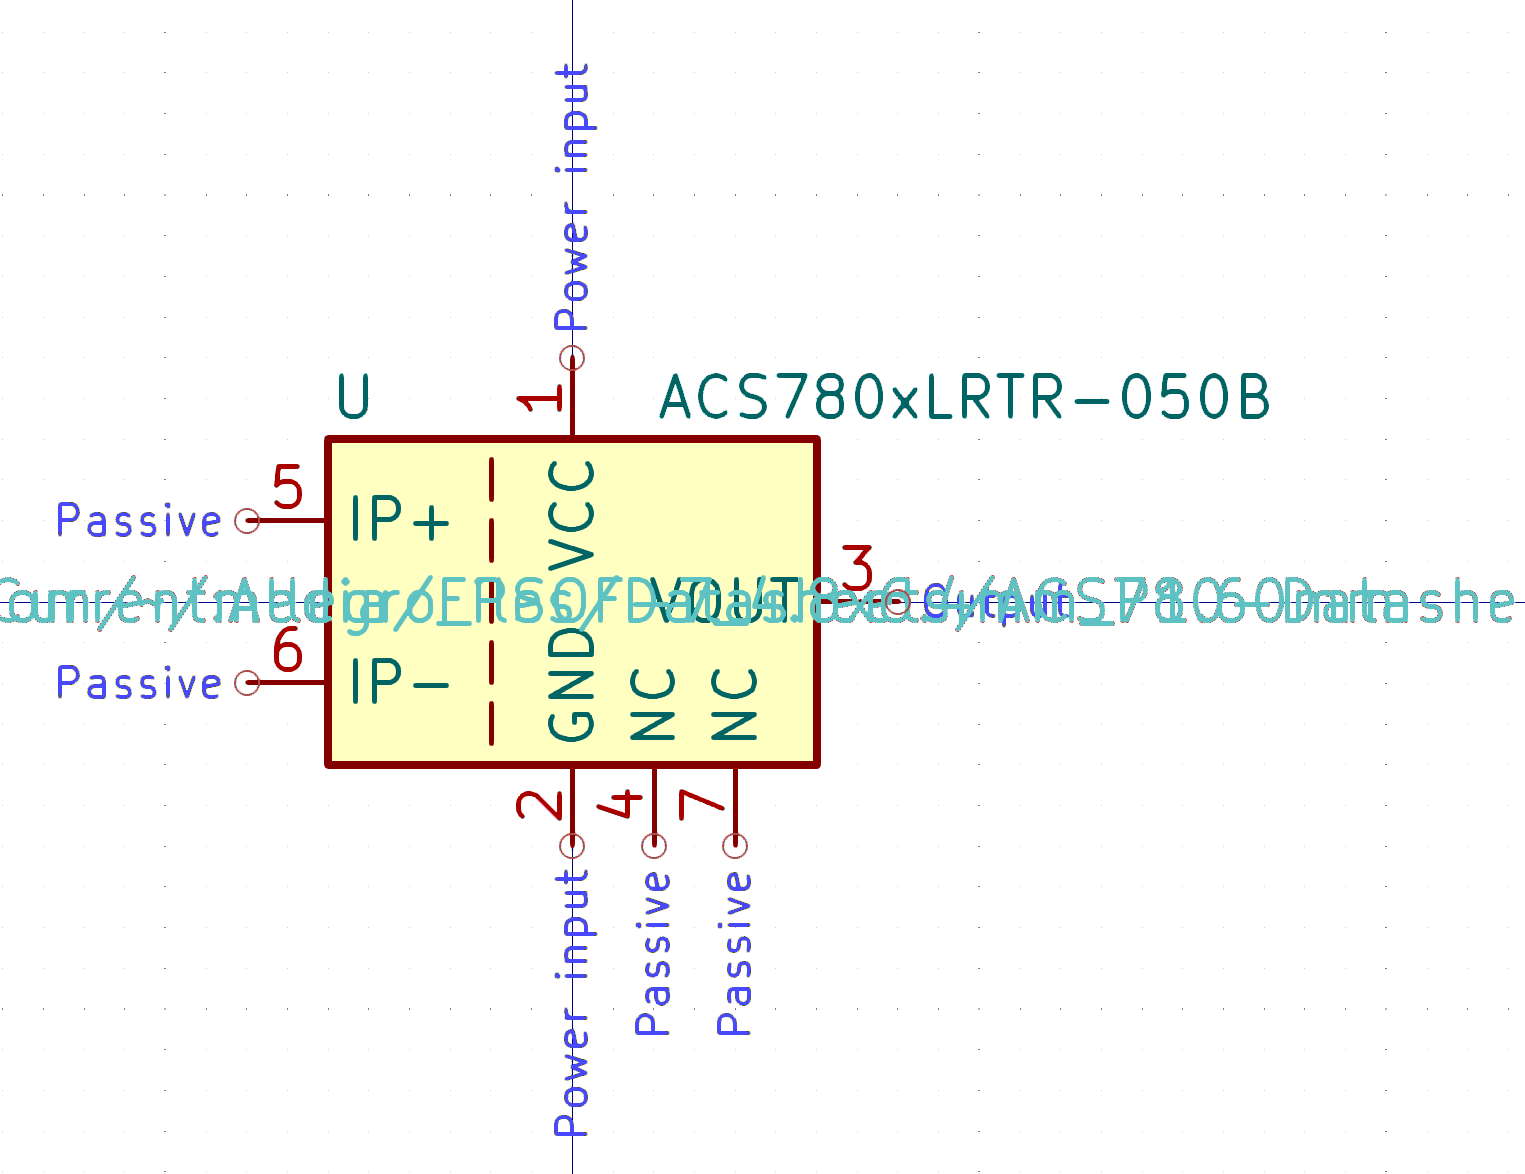 Power input
1
U
ACS780xLRTR-050B
5
Passive
IP+
VCC
3
VOUT
Output
6
Passive
IP-
GND
NC
NC
2
4
7
Power input
Passive
Passive